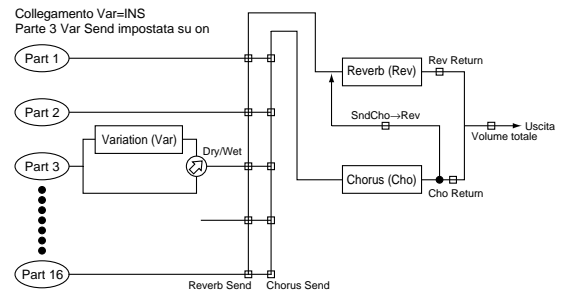 Collegamento Var=INS
Parte 3 Var Send impostata su on
Part 1
Reverb (Rev)
Rev Return
Part 2
SndCho→Rev
Uscita
Volume totale
Variation (Var)
Dry/Wet
Part 3
Chorus (Cho)
Cho Return
Part 16
Reverb Send
Chorus Send